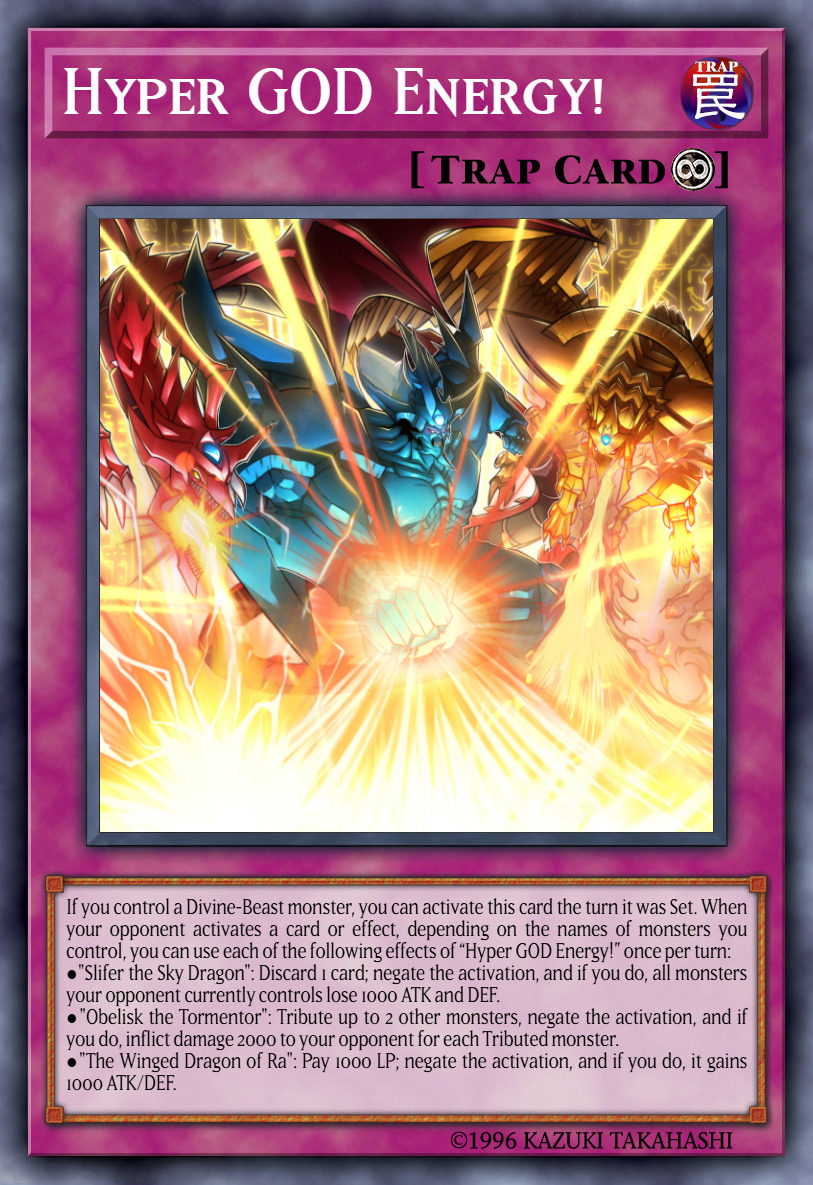 Hyper GOD Energy!
TRAP
罠
[Trap Card]
If you control a Divine-Beast monster, you can activate this card the turn it was Set. When
your opponent activates a card or effect, depending on the names of monsters you
control, you can use each of the following effects of “Hyper GOD Energy!” once per turn:
●"Slifer the Sky Dragon": Discard 1 card; negate the activation, and if you do, all monsters
your opponent currently controls lose 1000 ATK and DEF.
●"Obelisk the Tormentor": Tribute up to 2 other monsters, negate the activation, and if
you do, inflict damage 2000 to your opponent for each Tributed monster.
●"The Winged Dragon of Ra": Pay 1000 LP; negate the activation, and if you do, it gains
1000 ATK/DEF.
©1996 KAZUKI TAKAHASHI